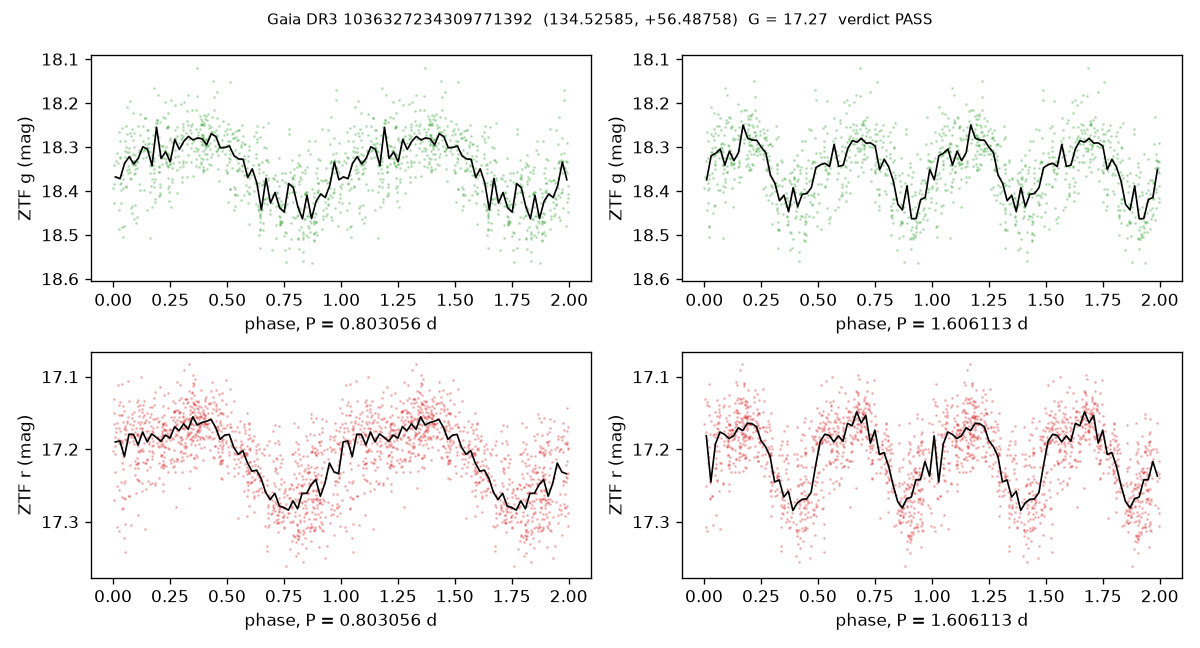 Gaia DR3 1036327234309771392 (134.52585, +56.48758) G = 17.27 verdict PASS
ZTF g (mag)
18.1
18.2
18.3
18.4
18.5
18.6
0.00 0.25 0.50 0.75 1.00 1.25 1.50 1.75 2.00
phase, P = 0.803056 d
ZTF g (mag)
18.1
18.2
18.3
18.4
18.5
18.6
0.00 0.25 0.50 0.75 1.00 1.25 1.50 1.75 2.00
phase, P = 1.606113 d
ZTF r (mag)
17.1
17.2
17.3
0.00 0.25 0.50 0.75 1.00 1.25 1.50 1.75 2.00
phase, P = 0.803056 d
ZTF r (mag)
17.1
17.2
17.3
0.00 0.25 0.50 0.75 1.00 1.25 1.50 1.75 2.00
phase, P = 1.606113 d